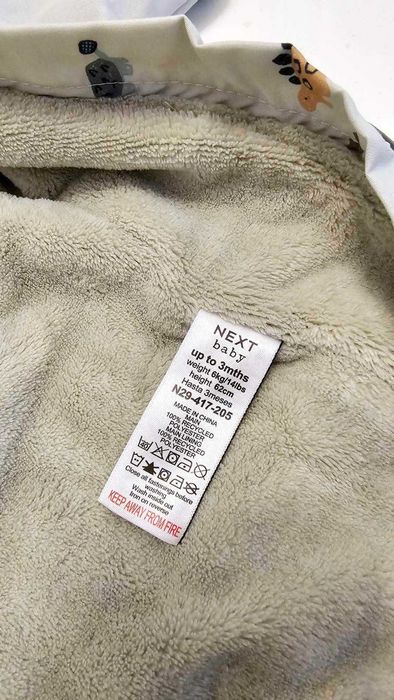 NEXT
baby
up to 3mths
weight 6kg/14lbs
height 62cm
Hasta 3meses
N29-417-205
MADE IN CHINA
MAIN
100% RECYCLED
POLYESTER
MAIN LINING
100% RECYCLED
POLYESTER
Close all fastenings before
washing
Wash inside out
Iron on reverse
KEEP AWAY FROM FIRE